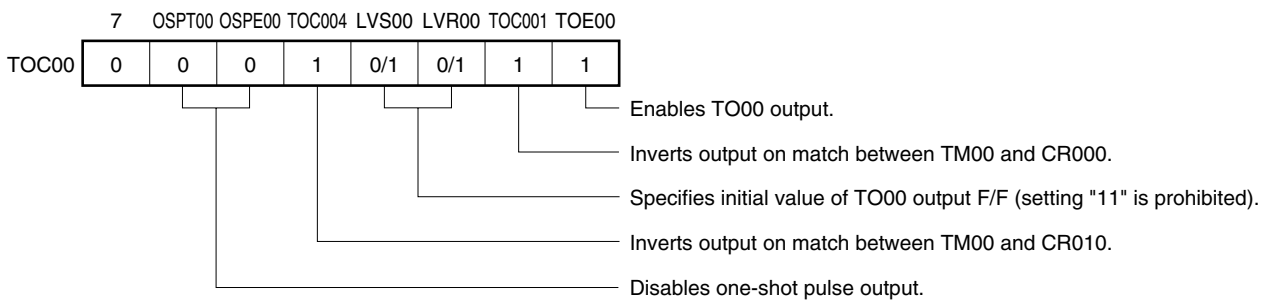 7 OSPT00 OSPE00 TOC004 LVS00 LVR00 TOC001 TOE00
TOC00 0 0 0 1 0/1 0/1 1 1
Enables TO00 output.
Inverts output on match between TM00 and CR000.
Specifies initial value of TO00 output F/F (setting "11" is prohibited).
Inverts output on match between TM00 and CR010.
Disables one-shot pulse output.